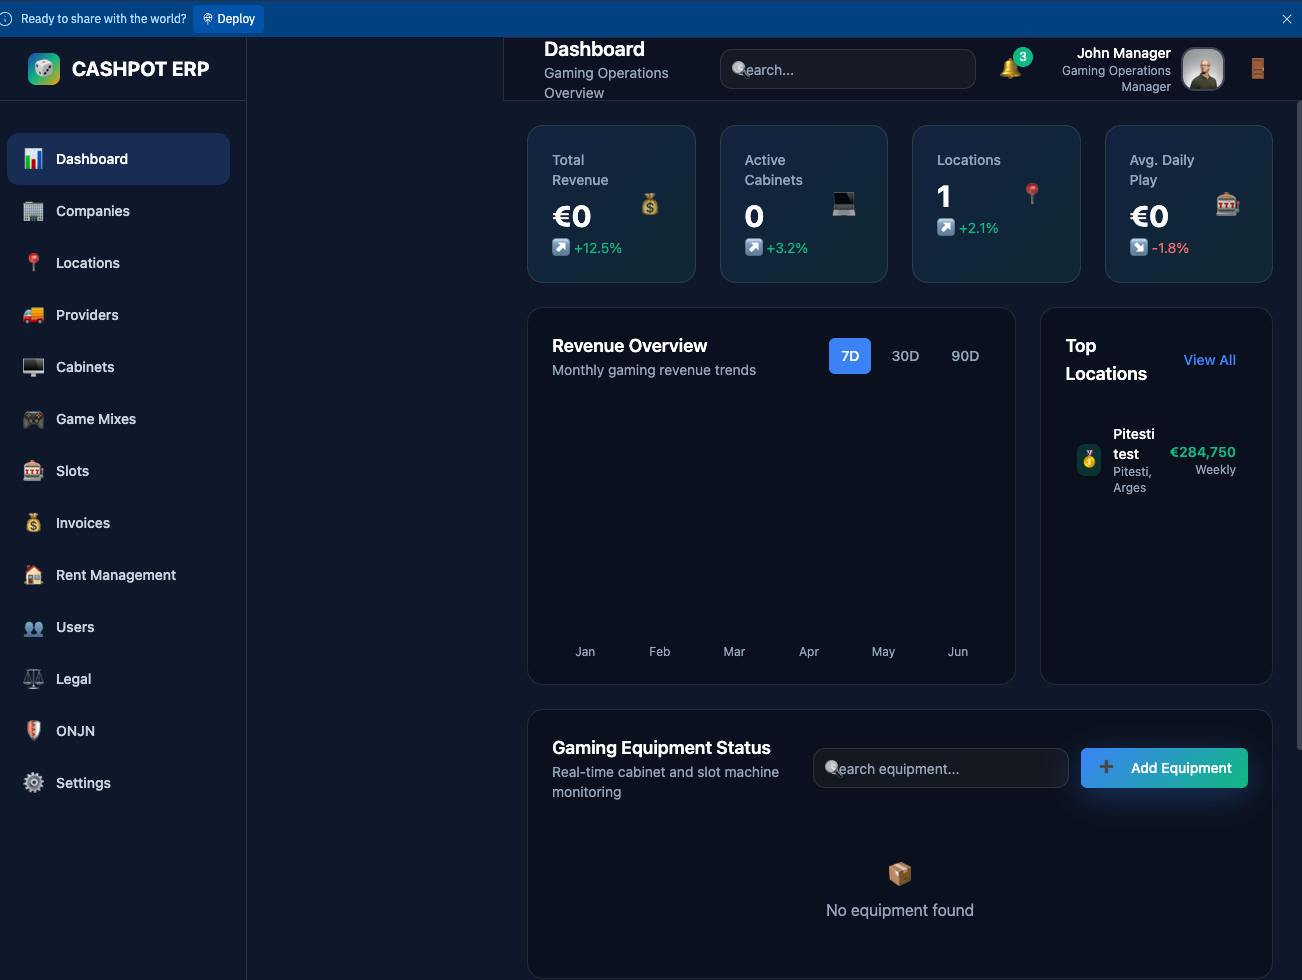 Ready to share with the world?
Deploy
CASHPOT ERP
Dashboard
Gaming Operations
Overview
Search...
3
John Manager
Gaming Operations
Manager
Dashboard
Companies
Locations
Providers
Cabinets
Game Mixes
Slots
Invoices
Rent Management
Users
Legal
ONJN
Settings
Total
Revenue
€0
+12.5%
Active
Cabinets
0
+3.2%
Locations
1
+2.1%
Avg. Daily
Play
€0
-1.8%
Revenue Overview
Monthly gaming revenue trends
7D
30D
90D
Jan
Feb
Mar
Apr
May
Jun
Top
Locations
View All
Pitesti
test
Pitesti,
Arges
€284,750
Weekly
Gaming Equipment Status
Real-time cabinet and slot machine
monitoring
Search equipment...
Add Equipment
No equipment found